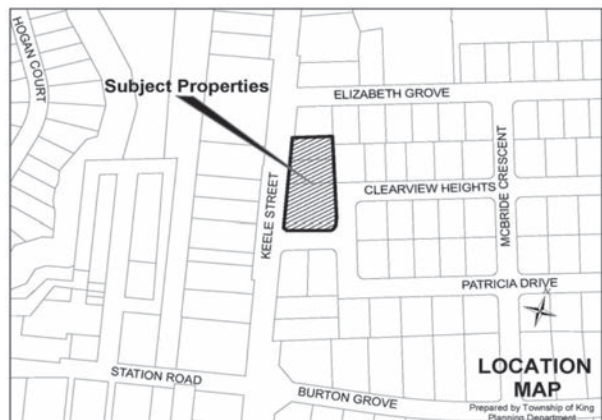 HOGAN COURT
Subject Properties
ELIZABETH GROVE
KEELE STREET
CLEARVIEW HEIGHTS
MCBRIDE CRESCENT
PATRICIA DRIVE
STATION ROAD
BURTON GROVE
LOCATION
MAP
Prepared by Township of King
Planning Department